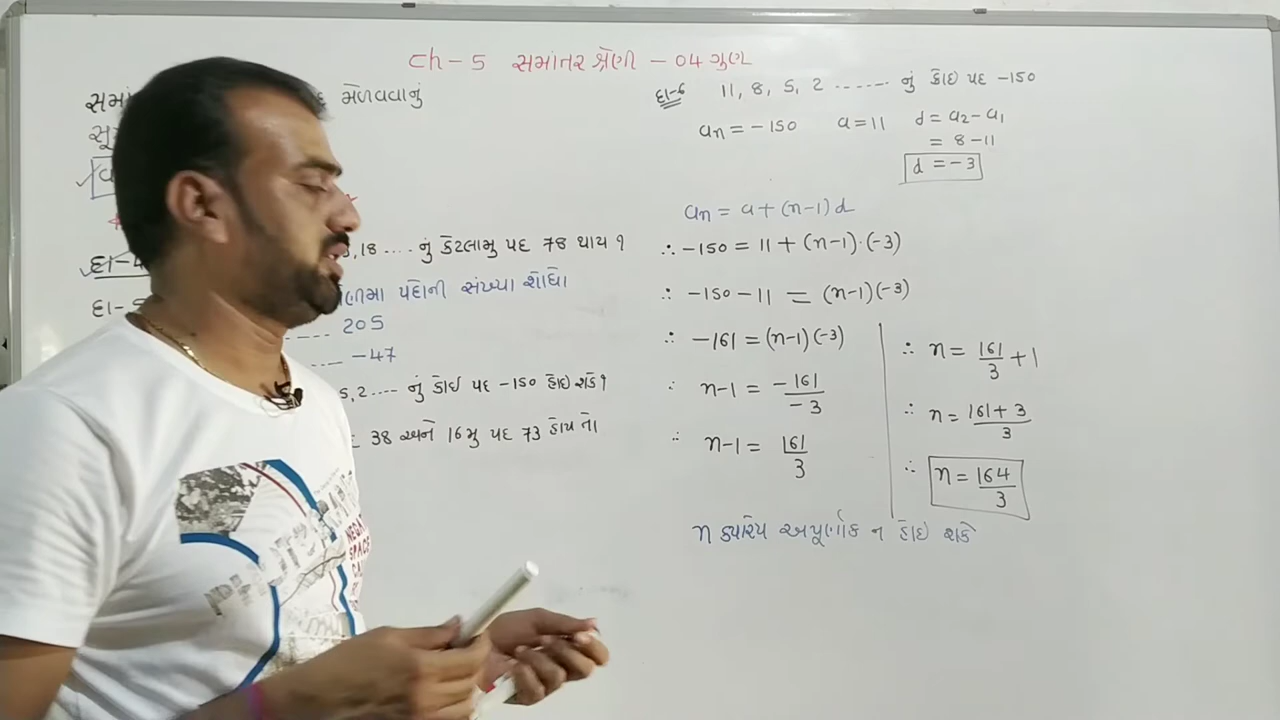 Ch - 5 સમાંતર શ્રેણી - 04 ગુણ
સમાં
મેળવવાનું
સૂ
,18 .... નું કેટલામુ પદ 78 થાય ?
પદોની સંખ્યા શોધો
---- 205
---- -47
5, 2 .... નું કોઇ પદ -150 હોઇ શકે ?
38 અને 16મુ પદ 73 હોય તો
દા-6 11, 8, 5, 2 ....... નું કોઇ પદ -150
an = -150 a = 11 d = a2 - a1
= 8 - 11
d = -3
an = a + (n-1) d
∴ -150 = 11 + (n-1)·(-3)
∴ -150 - 11 = (n-1)(-3)
∴ -161 = (n-1)(-3)
∴ n-1 = -161/-3
∴ n-1 = 161/3
∴ n = 161/3 + 1
∴ n = 161+3/3
∴ n = 164/3
n ક્યારેય અપૂર્ણાંક ન હોઇ શકે
NEGAT
SPACE